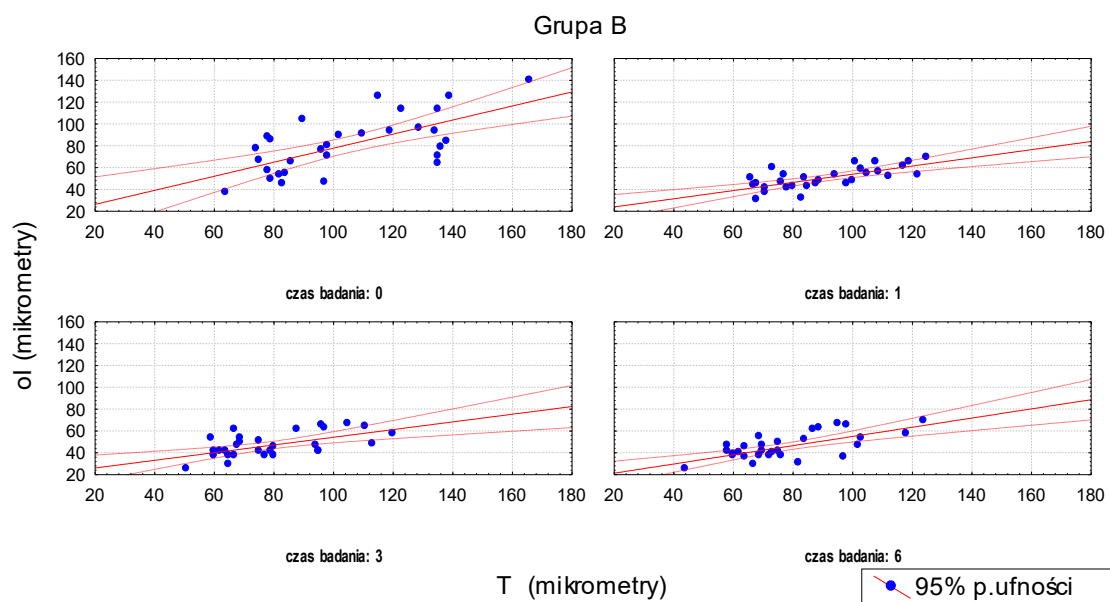 Grupa B
160
140
120
100
80
60
40
20
20 40 60 80 100 120 140 160 180
20 40 60 80 100 120 140 160 180
czas badania: 0
czas badania: 1
ol (mikrometry)
160
140
120
100
80
60
40
20
20 40 60 80 100 120 140 160 180
20 40 60 80 100 120 140 160 180
czas badania: 3
czas badania: 6
T (mikrometry)
95% p.ufności